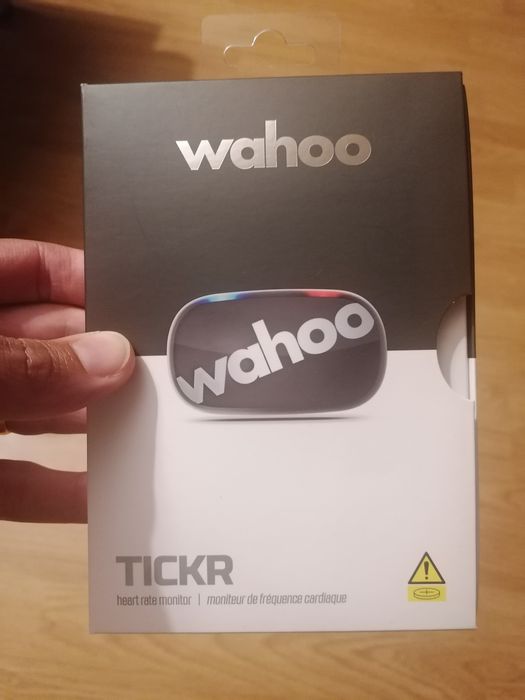 wahoo
wahoo
TICKR
heart rate monitor | moniteur de fréquence cardiaque